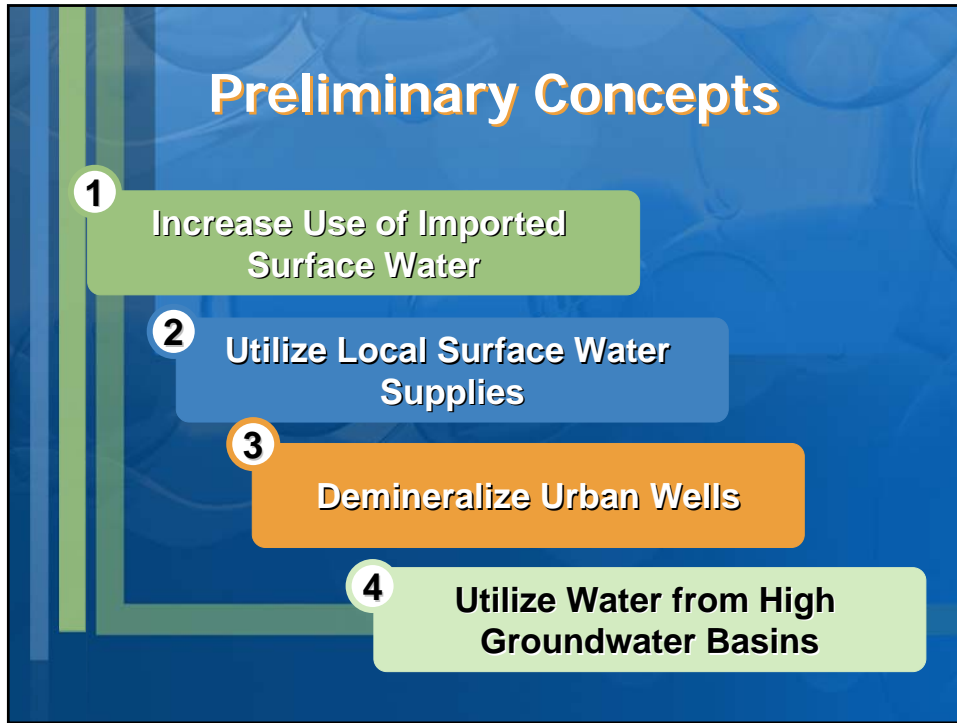 Preliminary Concepts
1
Increase Use of Imported
Surface Water
2
Utilize Local Surface Water
Supplies
3
Demineralize Urban Wells
4
Utilize Water from High
Groundwater Basins